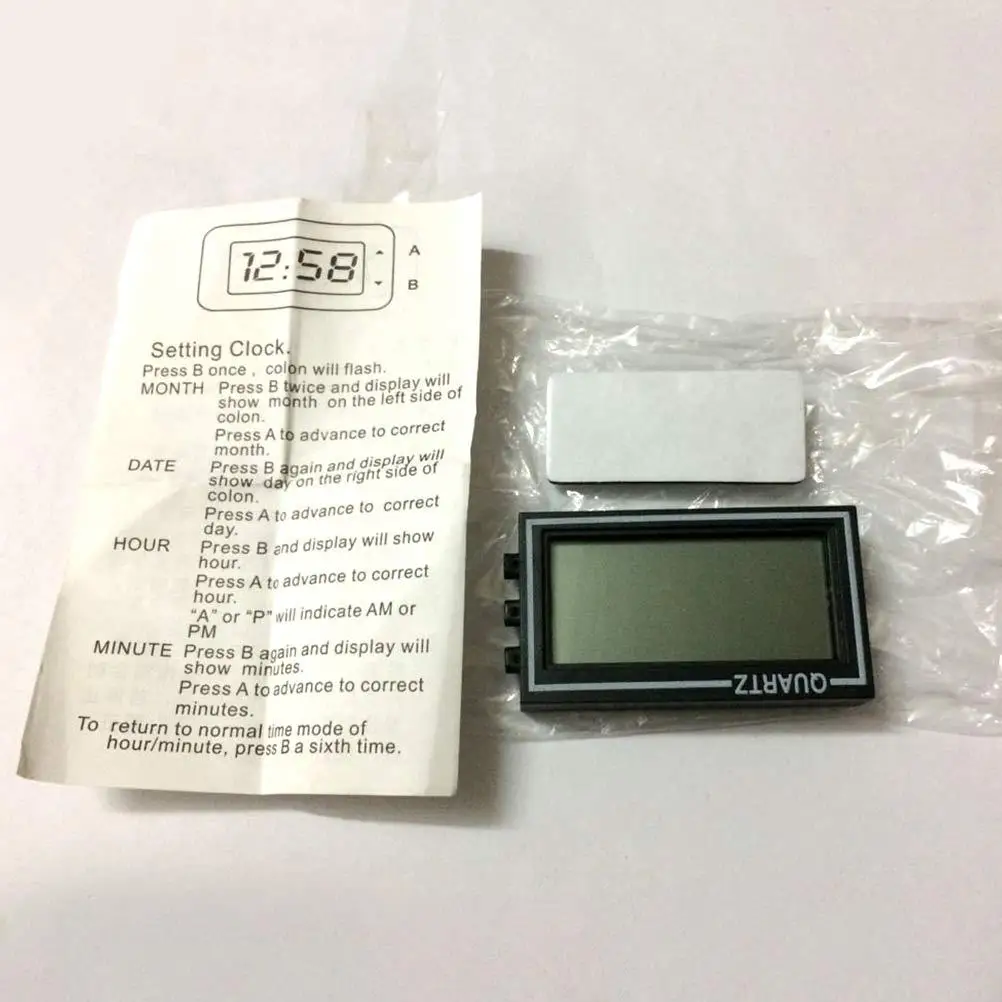 12:58
A
B
Setting Clock.
Press B once , colon will flash.
MONTH Press B twice and display will
show month on the left side of
colon.
Press A to advance to correct
month.
DATE Press B again and display will
show day on the right side of
colon.
Press A to advance to correct
day.
HOUR Press B and display will show
hour.
Press A to advance to correct
hour.
"A" or "P" will indicate AM or
PM
MINUTE Press B again and display will
show minutes.
Press A to advance to correct
minutes.
To return to normal time mode of
hour/minute, press B a sixth time.
QUARTZ